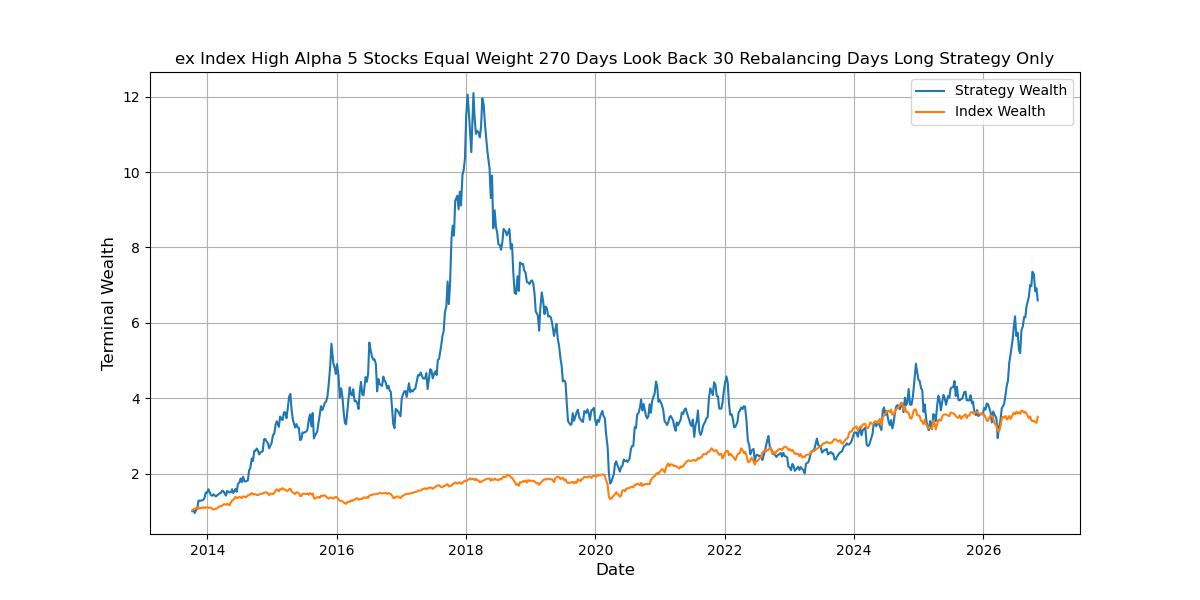 ex Index High Alpha 5 Stocks Equal Weight 270 Days Look Back 30 Rebalancing Days Long Strategy Only
Strategy Wealth
Index Wealth
Terminal Wealth
12
10
8
6
4
2
2014 2016 2018 2020 2022 2024 2026
Date